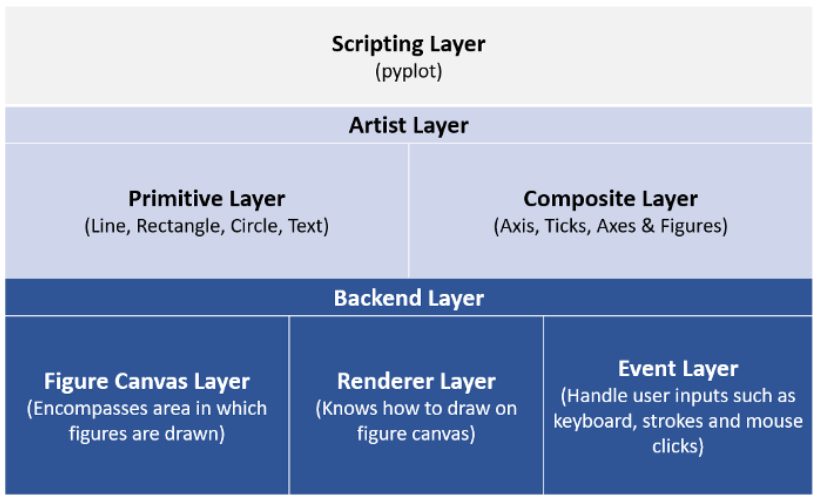 Scripting Layer
(pyplot)
Artist Layer
Primitive Layer
(Line, Rectangle, Circle, Text)
Composite Layer
(Axis, Ticks, Axes & Figures)
Backend Layer
Figure Canvas Layer
(Encompasses area in which
figures are drawn)
Renderer Layer
(Knows how to draw on
figure canvas)
Event Layer
(Handle user inputs such as
keyboard, strokes and mouse
clicks)